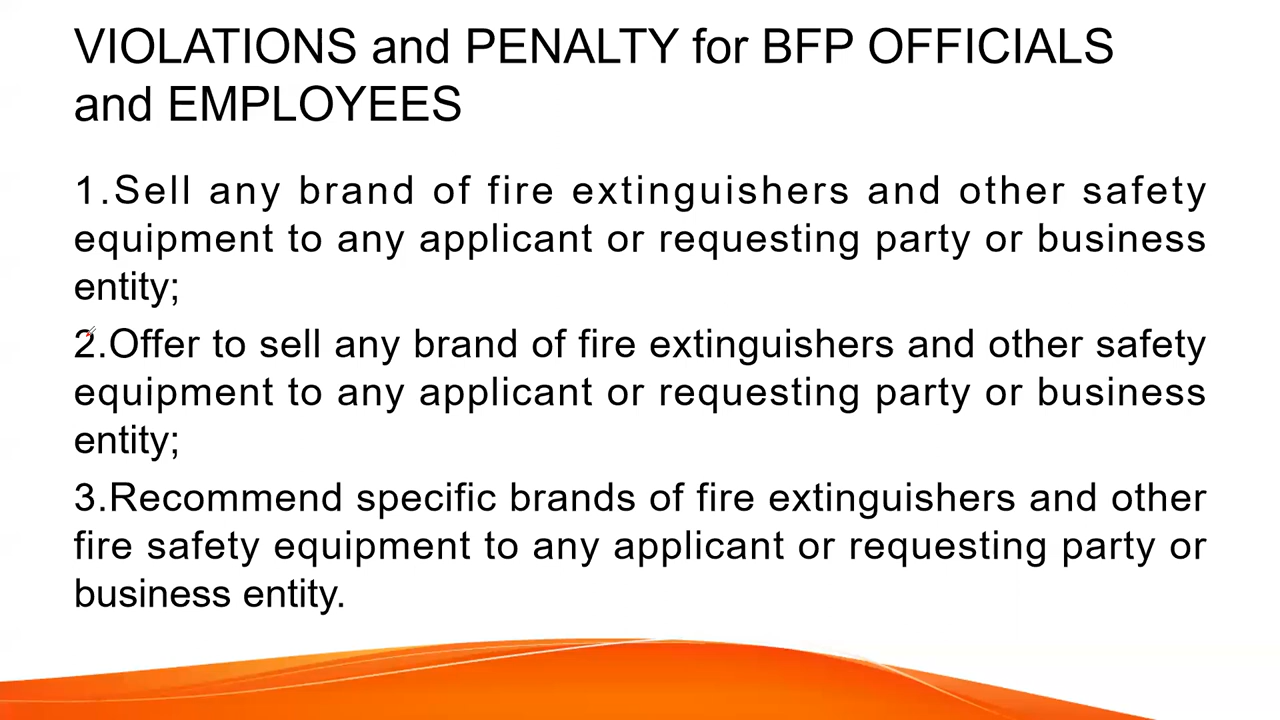 VIOLATIONS and PENALTY for BFP OFFICIALS
and EMPLOYEES
1.Sell any brand of fire extinguishers and other safety
equipment to any applicant or requesting party or business
entity;
2.Offer to sell any brand of fire extinguishers and other safety
equipment to any applicant or requesting party or business
entity;
3.Recommend specific brands of fire extinguishers and other
fire safety equipment to any applicant or requesting party or
business entity.